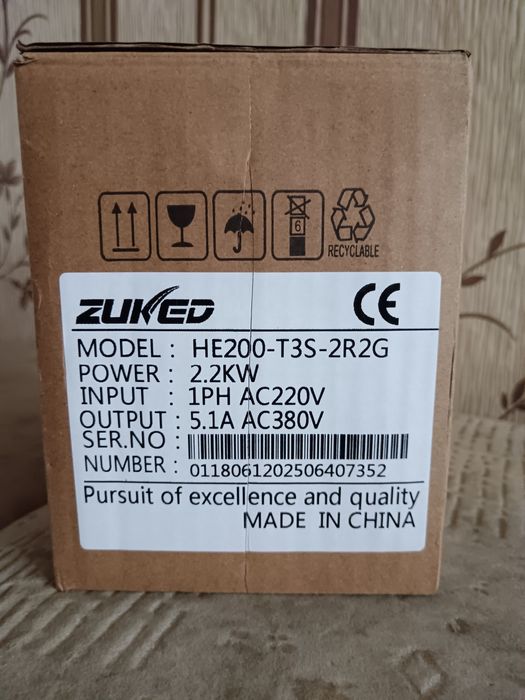 6
RECYCLABLE
ZUKED
CE
MODEL : HE200-T3S-2R2G
POWER : 2.2KW
INPUT : 1PH AC220V
OUTPUT : 5.1A AC380V
SER.NO :
NUMBER : 0118061202506407352
Pursuit of excellence and quality
MADE IN CHINA